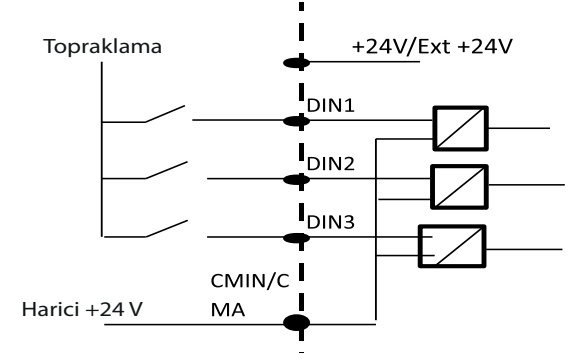 Topraklama
+24V/Ext +24V
DIN1
DIN2
DIN3
CMIN/C
MA
Harici +24 V